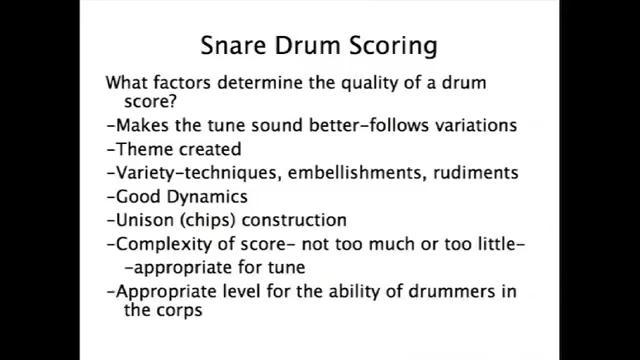 Snare Drum Scoring
What factors determine the quality of a drum
score?
-Makes the tune sound better-follows variations
-Theme created
-Variety-techniques, embellishments, rudiments
-Good Dynamics
-Unison (chips) construction
-Complexity of score- not too much or too little-
-appropriate for tune
-Appropriate level for the ability of drummers in
the corps